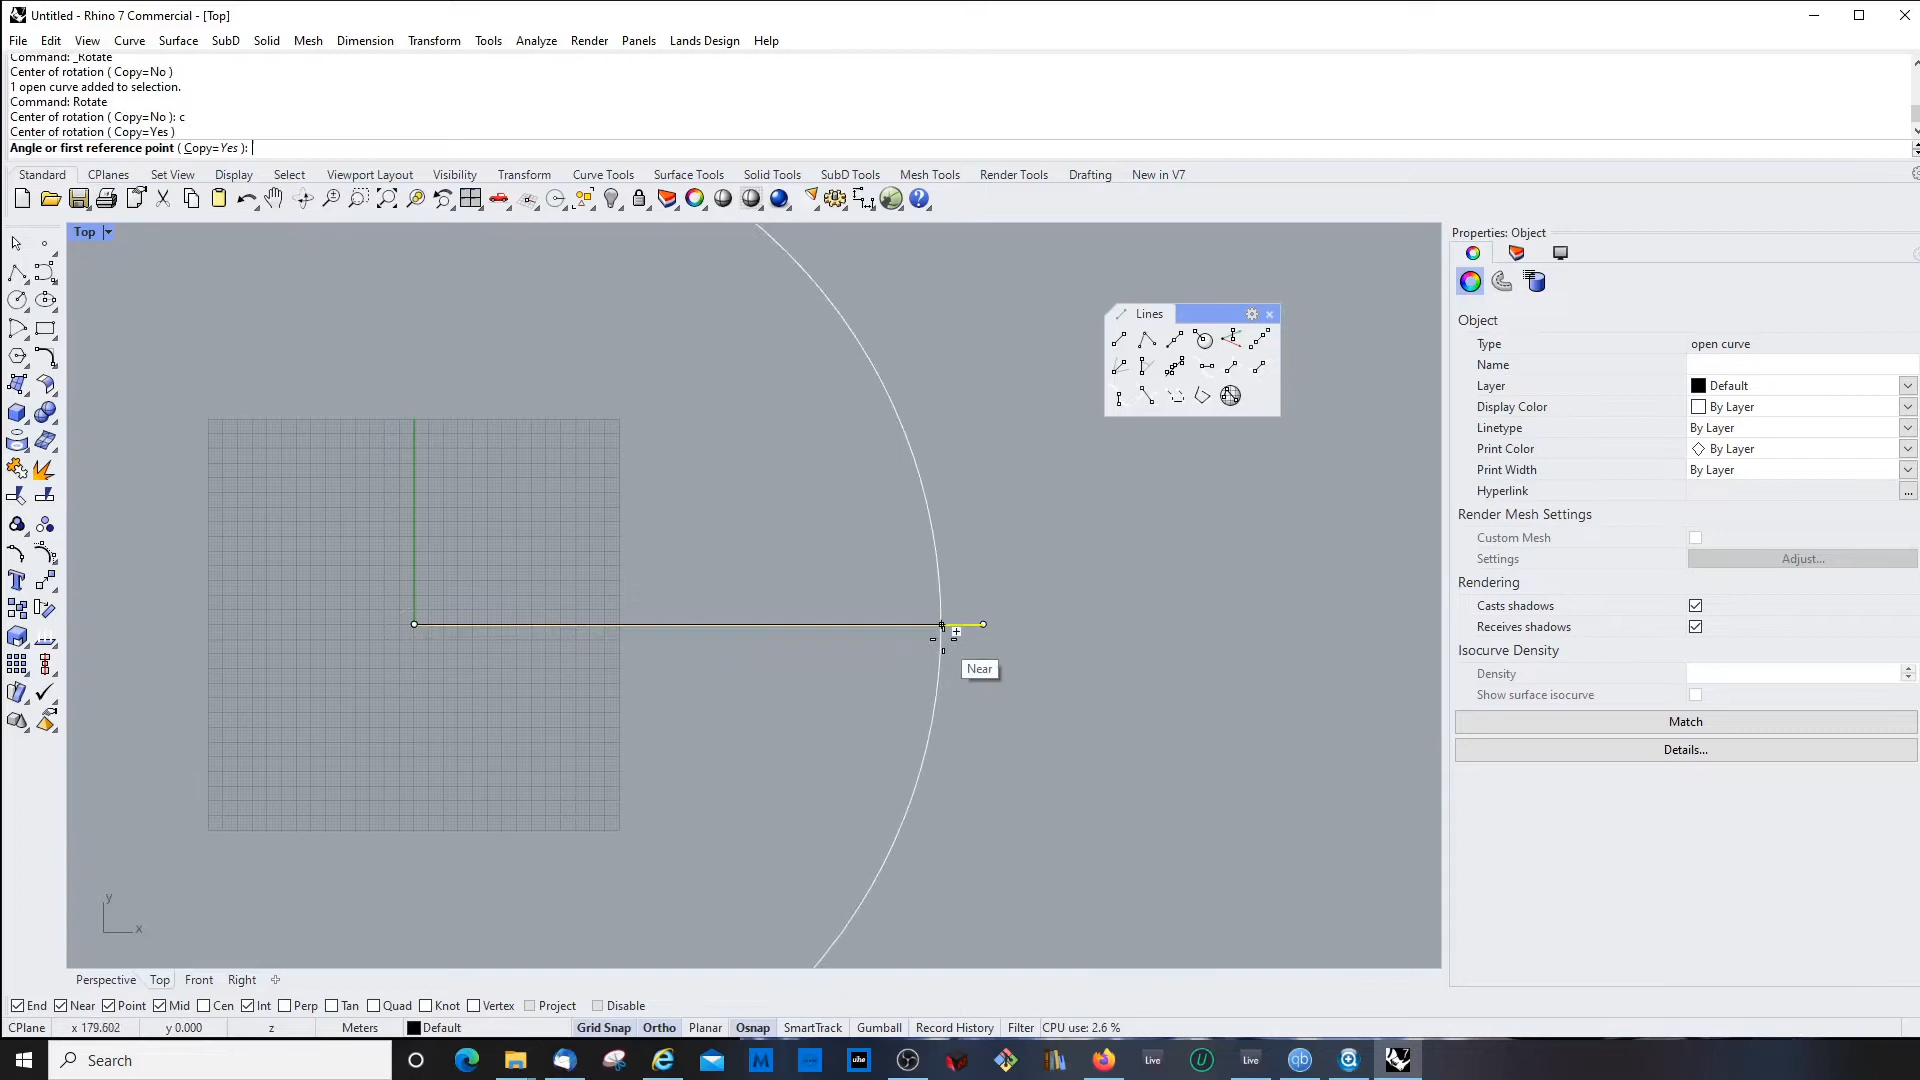 Untitled - Rhino 7 Commercial - [Top]
File Edit View Curve Surface SubD Solid Mesh Dimension Transform Tools Analyze Render Panels Lands Design Help
Command: _Rotate
Center of rotation ( Copy=No )
1 open curve added to selection.
Command: Rotate
Center of rotation ( Copy=No ): c
Center of rotation ( Copy=Yes )
Angle or first reference point ( Copy=Yes ):
Standard CPlanes Set View Display Select Viewport Layout Visibility Transform Curve Tools Surface Tools Solid Tools SubD Tools Mesh Tools Render Tools Drafting New in V7
Top
Lines
Near
y
x
Properties: Object
Object
Type open curve
Name
Layer Default
Display Color By Layer
Linetype By Layer
Print Color By Layer
Print Width By Layer
Hyperlink ...
Render Mesh Settings
Custom Mesh
Settings Adjust...
Rendering
Casts shadows
Receives shadows
Isocurve Density
Density
Show surface isocurve
Match
Details...
Perspective Top Front Right
End Near Point Mid Cen Int Perp Tan Quad Knot Vertex Project Disable
CPlane x 179.602 y 0.000 z Meters Default Grid Snap Ortho Planar Osnap SmartTrack Gumball Record History Filter CPU use: 2.6 %
Search M uhe Live U Live qb